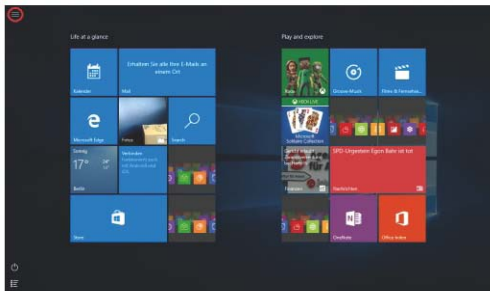 Life at a glance
Play and explore
Erhalten Sie alle Ihre E-Mails an
einem Ort
Kalender
Mail
Xbox
Groove-Musik
Filme & Fernsehse...
XBOX LIVE
Microsoft Edge
Fotos
Search
Microsoft
Solitaire Collection
Sonnig
17°
Berlin
SPD-Urgestein Egon Bahr ist tot
Finanzen
Nachrichten
Store
OneNote
Office holen